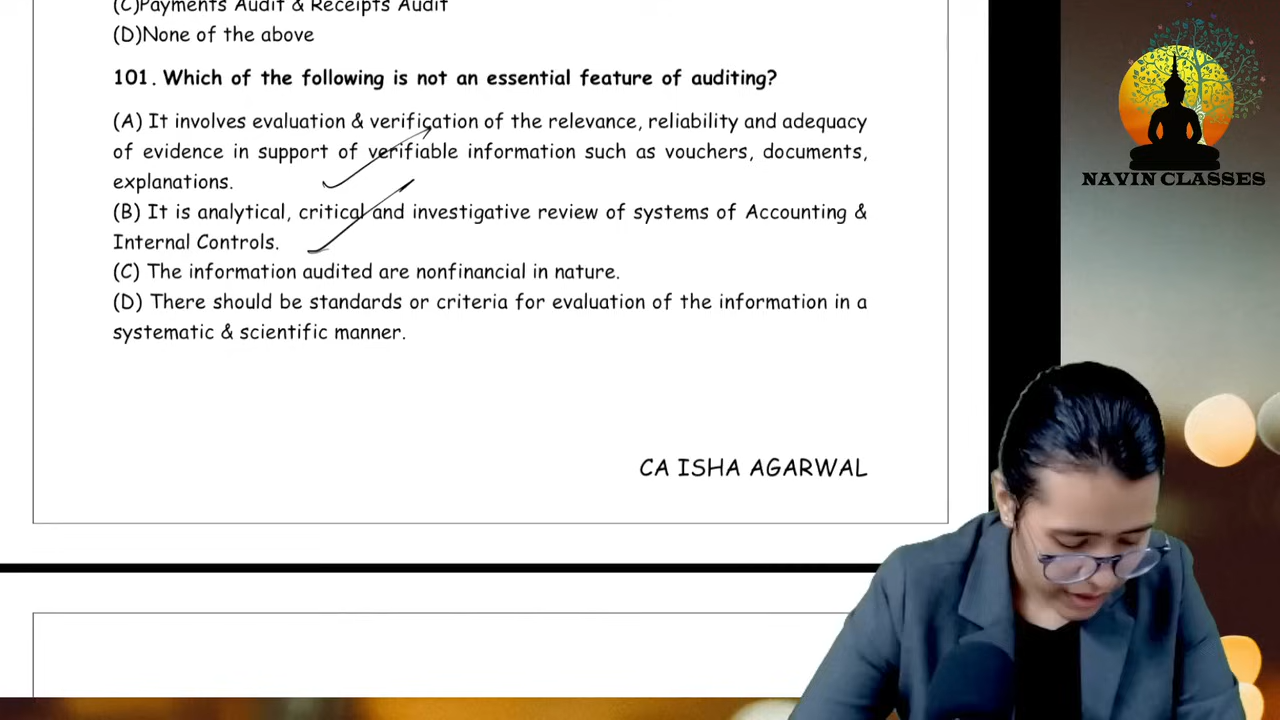 (C)Payments Audit & Receipts Audit
(D)None of the above
101. Which of the following is not an essential feature of auditing?
(A) It involves evaluation & verification of the relevance, reliability and adequacy
of evidence in support of verifiable information such as vouchers, documents,
explanations.
(B) It is analytical, critical and investigative review of systems of Accounting &
Internal Controls.
(C) The information audited are nonfinancial in nature.
(D) There should be standards or criteria for evaluation of the information in a
systematic & scientific manner.
CA ISHA AGARWAL
NAVIN CLASSES